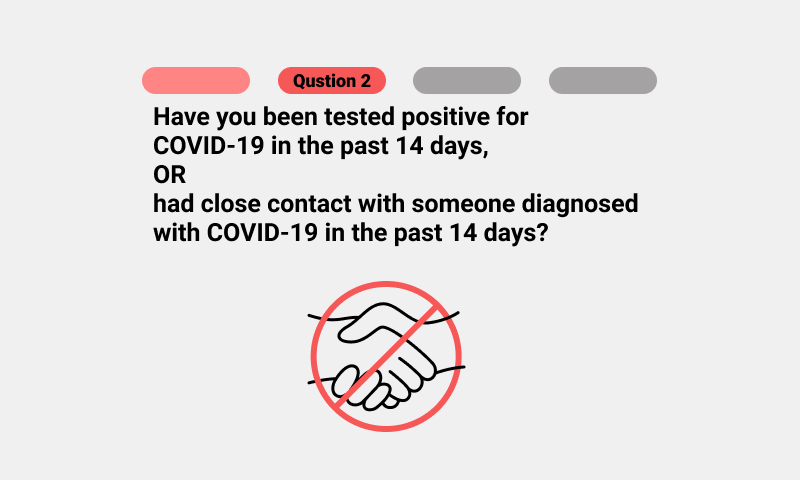 Qustion 2
Have you been tested positive for
COVID-19 in the past 14 days,
OR
had close contact with someone diagnosed
with COVID-19 in the past 14 days?